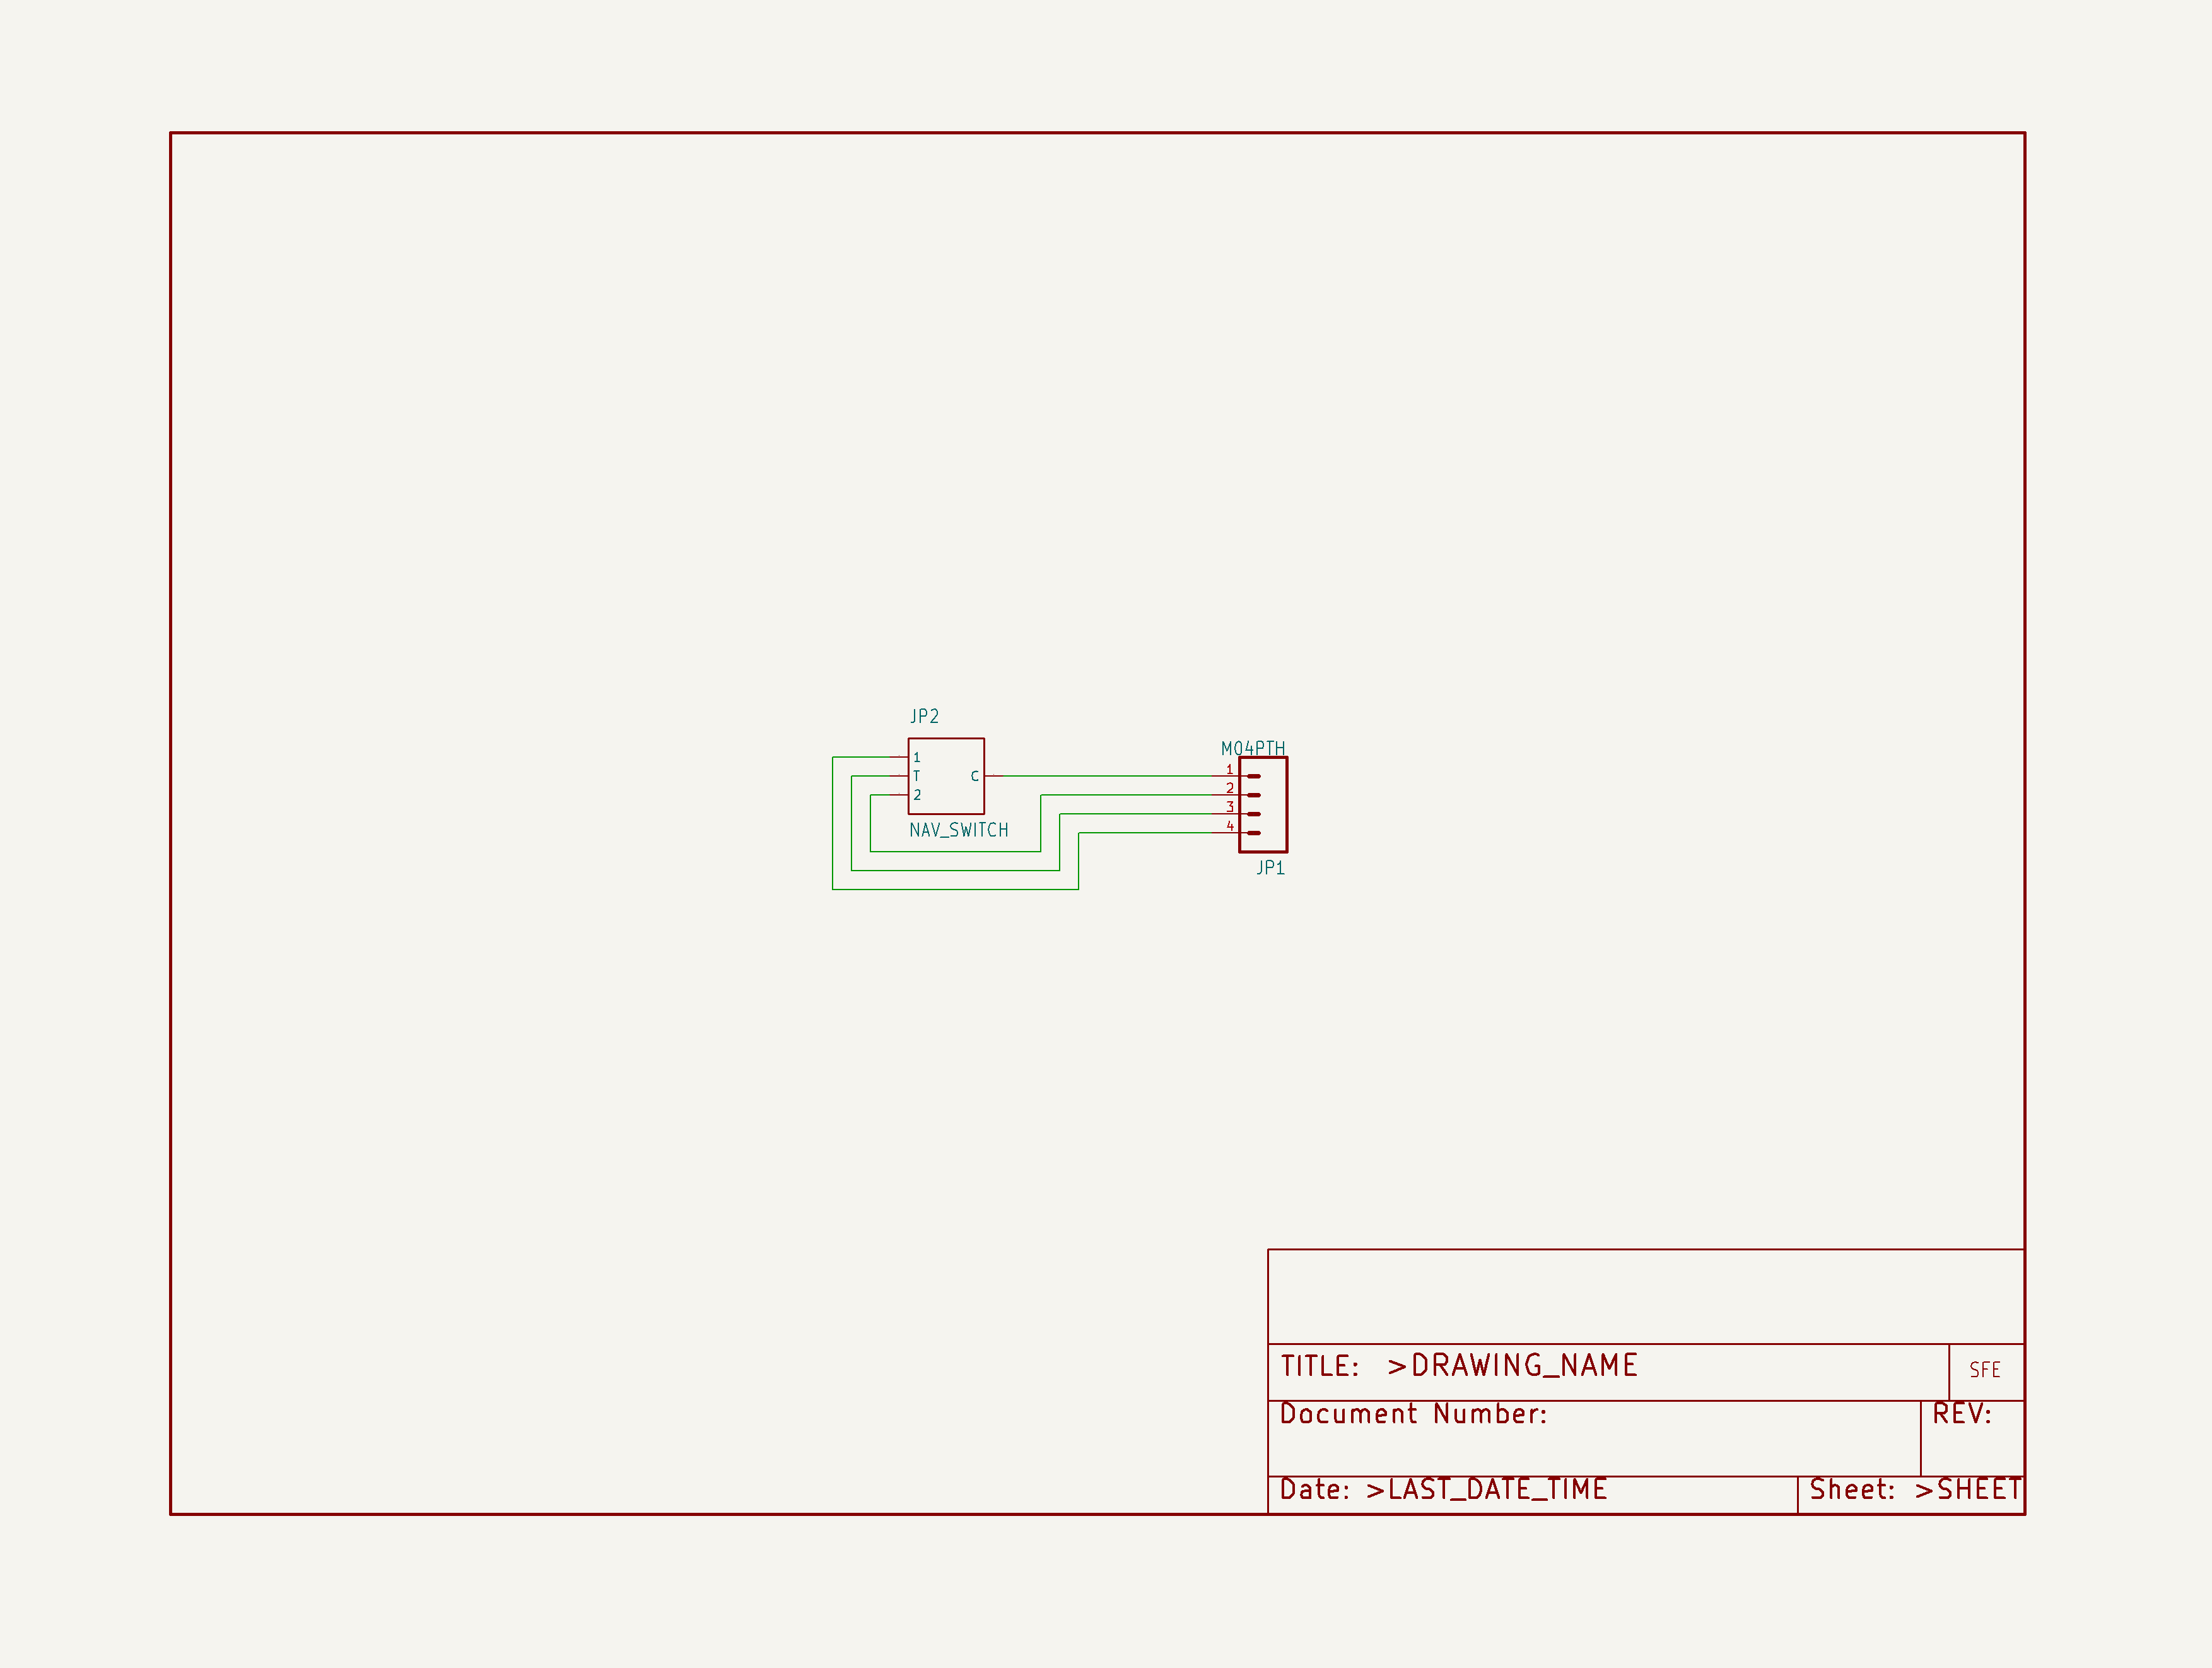 JP2
1
T
2
C
NAV_SWITCH
M04PTH
1
2
3
4
JP1
TITLE: >DRAWING_NAME
SFE
Document Number:
REV:
Date: >LAST_DATE_TIME
Sheet: >SHEET